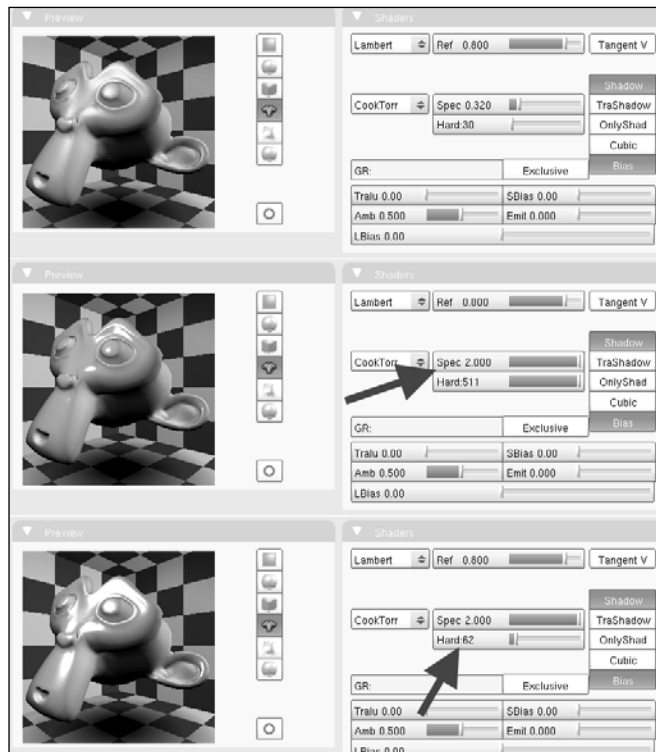 Preview
Shaders
Lambert
Ref 0.800
Tangent V
Shadow
CookTorr
Spec 0.320
TraShadow
Hard:30
OnlyShad
Cubic
Bias
GR:
Exclusive
Tralu 0.00
SBias 0.00
Amb 0.500
Emit 0.000
LBias 0.00
Preview
Shaders
Lambert
Ref 0.800
Tangent V
Shadow
CookTorr
Spec 2.000
TraShadow
Hard:511
OnlyShad
Cubic
Bias
GR:
Exclusive
Tralu 0.00
SBias 0.00
Amb 0.500
Emit 0.000
LBias 0.00
Preview
Shaders
Lambert
Ref 0.800
Tangent V
Shadow
CookTorr
Spec 2.000
TraShadow
Hard:62
OnlyShad
Cubic
Bias
GR:
Exclusive
Tralu 0.00
SBias 0.00
Amb 0.500
Emit 0.000
LBias 0.00